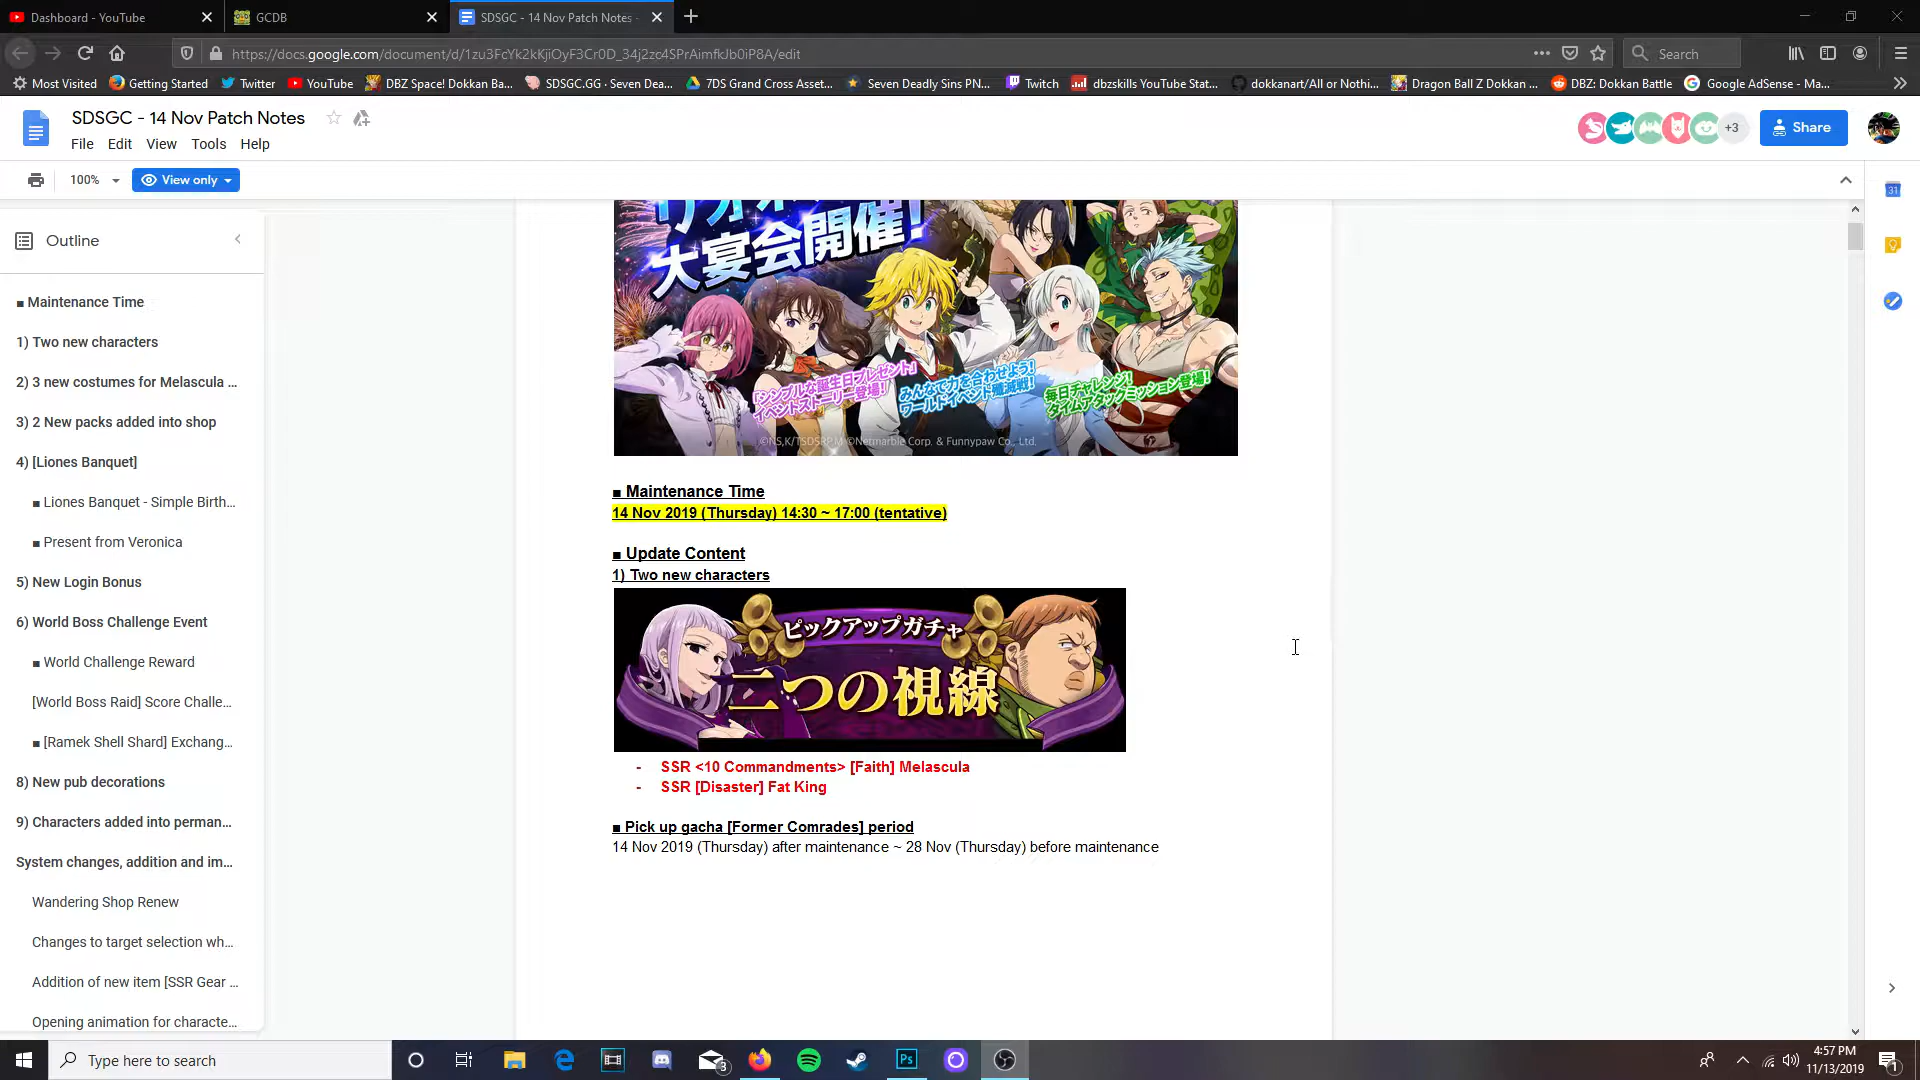 Dashboard - YouTube
GCDB
SDSGC - 14 Nov Patch Notes -
https://docs.google.com/document/d/1zu3FcYk2kKjiOyF3Cr0D_34j2zc4SPrAimfkJb0iP8A/edit
Search
Most Visited
Getting Started
Twitter
YouTube
DBZ Space! Dokkan Ba...
SDSGC.GG - Seven Dea...
7DS Grand Cross Asset...
Seven Deadly Sins PN...
Twitch
dbzskills YouTube Stat...
dokkanart/All or Nothi...
Dragon Ball Z Dokkan ...
DBZ: Dokkan Battle
Google AdSense - Ma...
SDSGC - 14 Nov Patch Notes
+3
Share
File Edit View Tools Help
100%
View only
31
Outline
■ Maintenance Time
1) Two new characters
2) 3 new costumes for Melascula ...
3) 2 New packs added into shop
4) [Liones Banquet]
■ Liones Banquet - Simple Birth...
■ Present from Veronica
5) New Login Bonus
6) World Boss Challenge Event
■ World Challenge Reward
[World Boss Raid] Score Challe...
■ [Ramek Shell Shard] Exchang...
8) New pub decorations
9) Characters added into perman...
System changes, addition and im...
Wandering Shop Renew
Changes to target selection wh...
Addition of new item [SSR Gear ...
Opening animation for characte...
大宴会開催!
「シンプルな誕生日プレゼント」
イベントストーリー登場!
みんなで力を合わせよう!
ワールドイベント殲滅戦!
毎日チャレンジ!
タイムアタックミッション登場!
©NS,K/TSDSRP,M ©Netmarble Corp. & Funnypaw Co., Ltd.
■ Maintenance Time
14 Nov 2019 (Thursday) 14:30 ~ 17:00 (tentative)
■ Update Content
1) Two new characters
ピックアップガチャ
二つの視線
- SSR <10 Commandments> [Faith] Melascula
- SSR [Disaster] Fat King
■ Pick up gacha [Former Comrades] period
14 Nov 2019 (Thursday) after maintenance ~ 28 Nov (Thursday) before maintenance
Type here to search
3
Ps
4:57 PM
11/13/2019
1